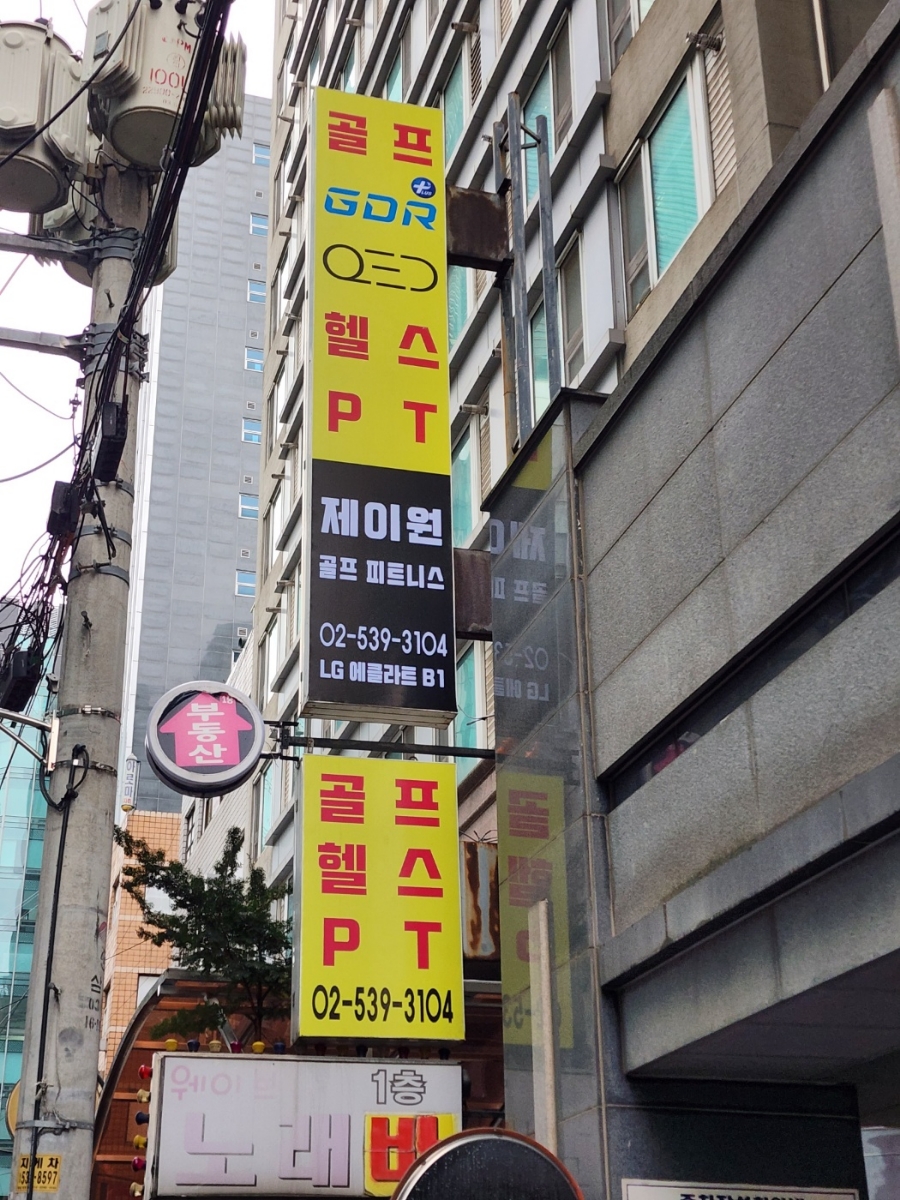 골프
GDR
PLUS
QED
헬스
PT
제이원
골프 피트니스
02-539-3104
LG 에클라트 B1
부동산
골프
헬스
PT
02-539-3104
1층
노래바